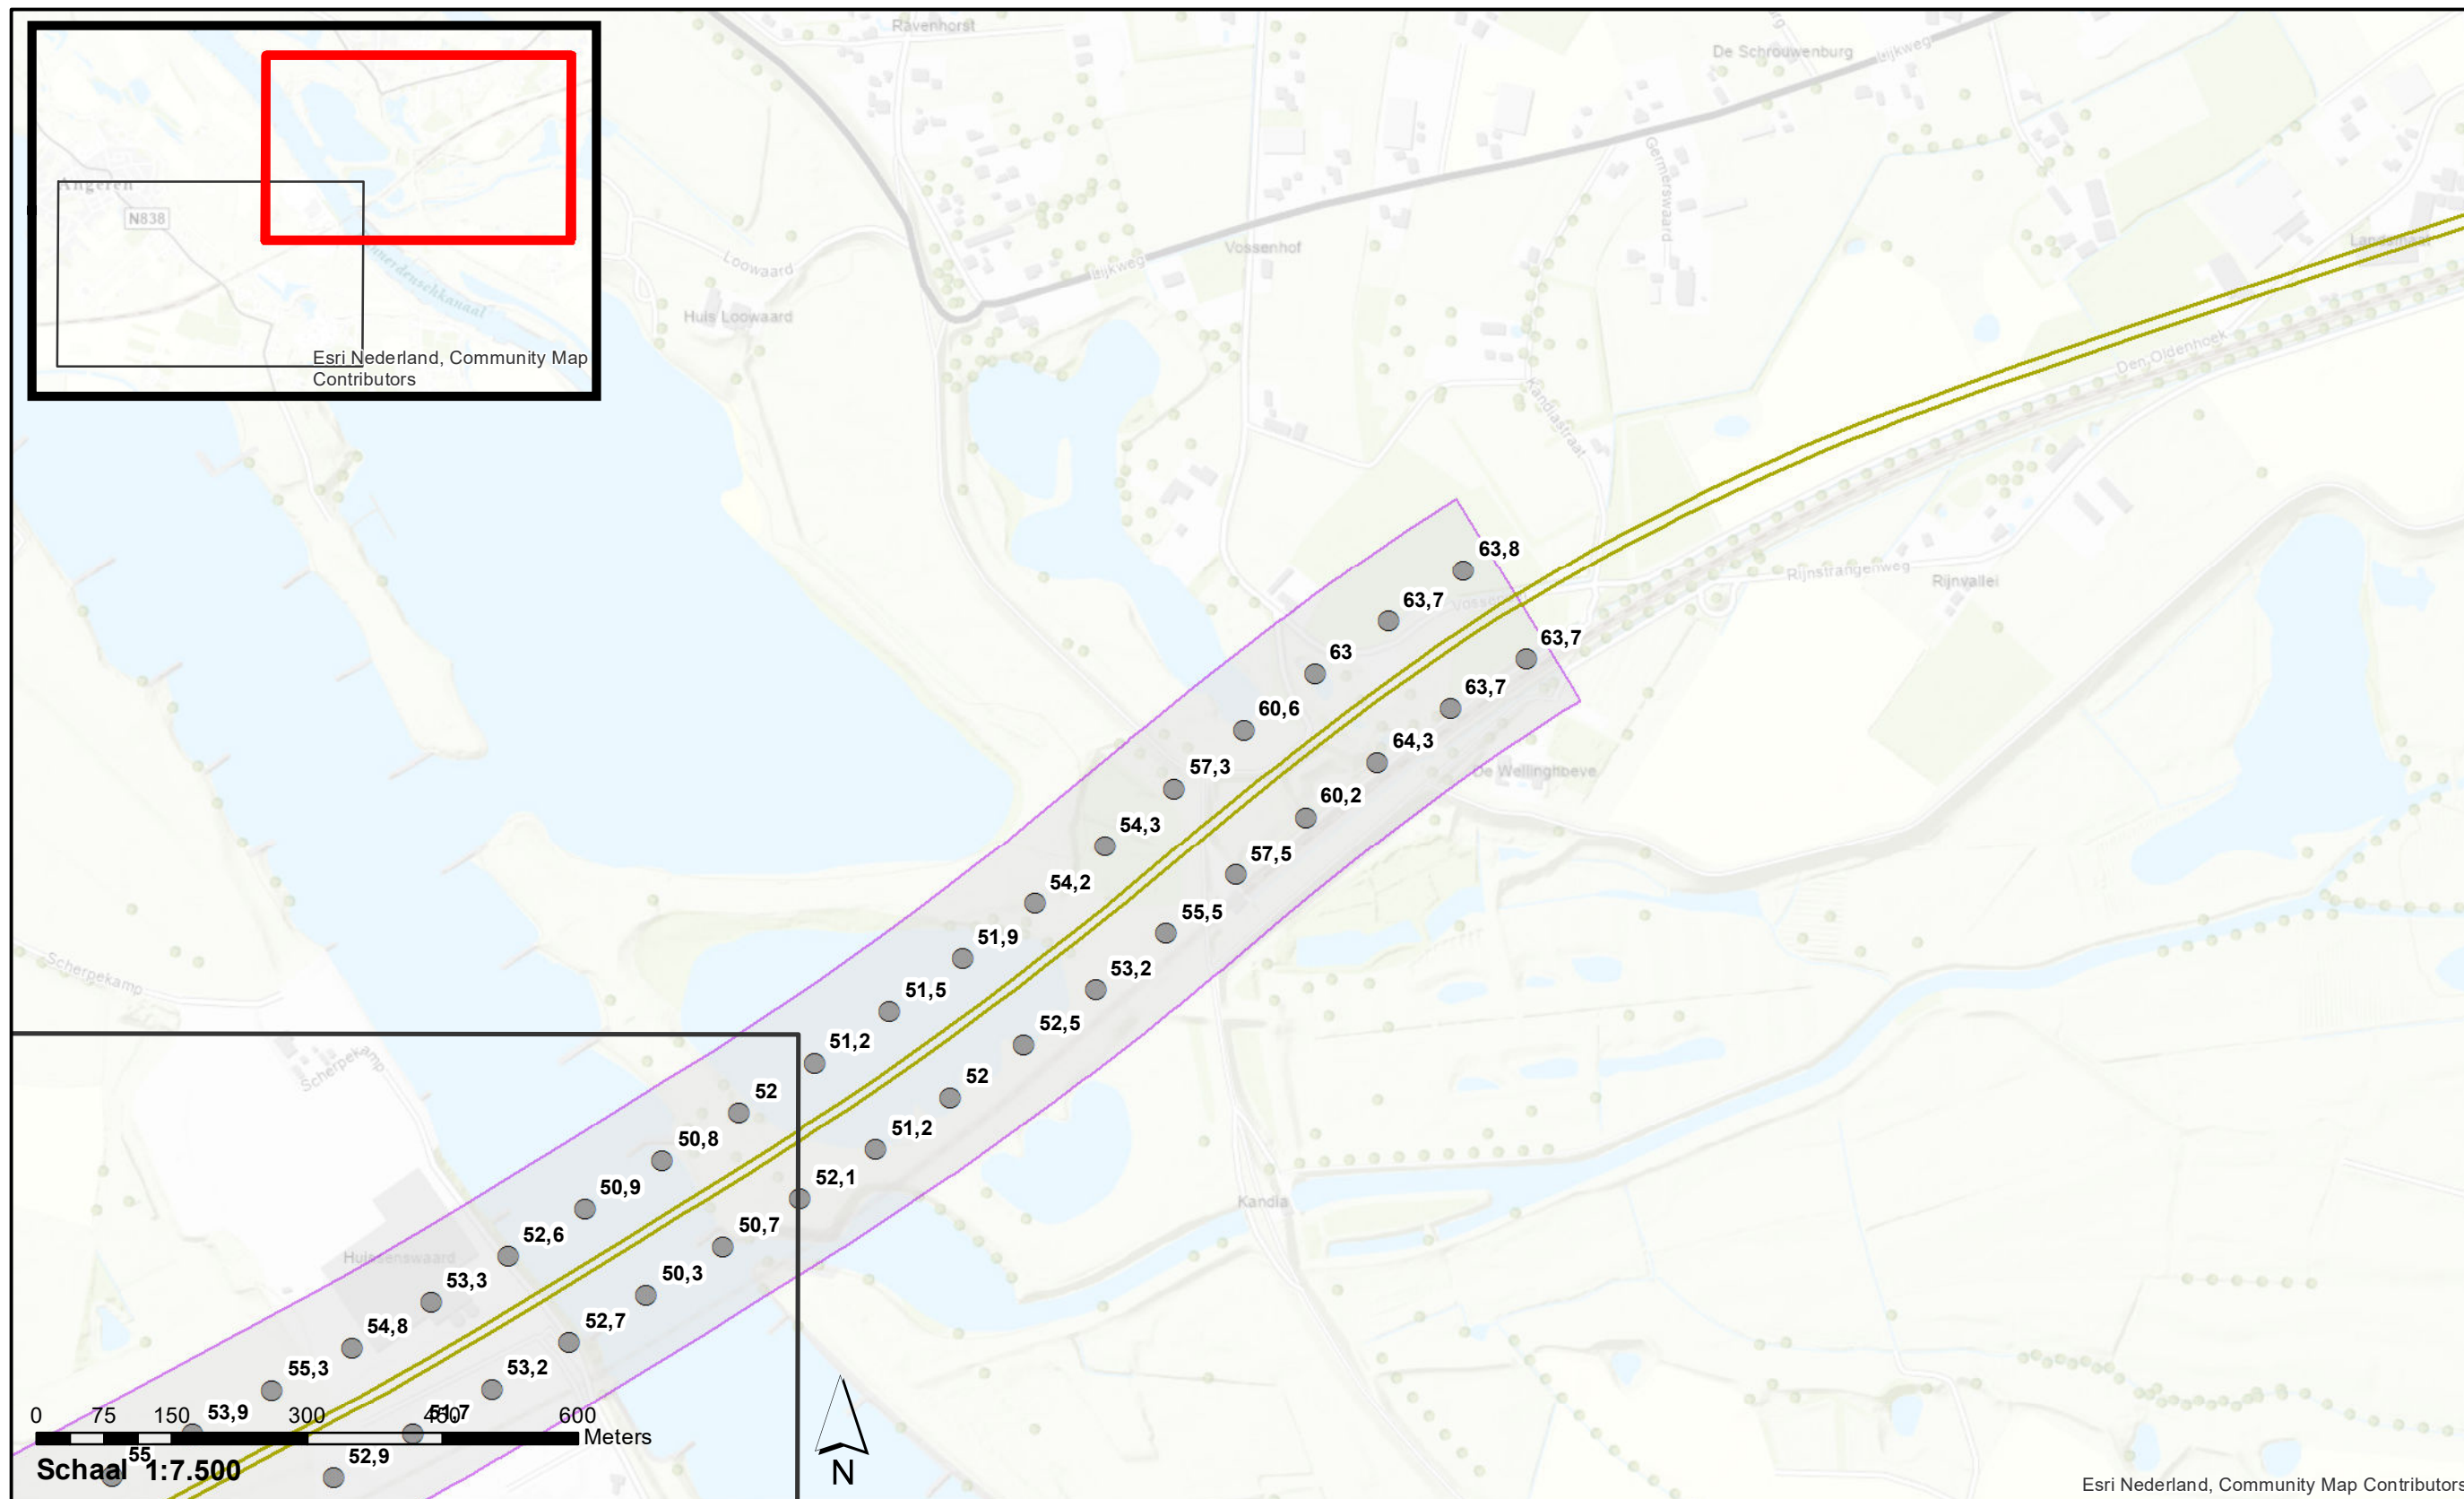 Ravenhorst
De Schrouwenburg
Lijkweg
Angeren
N838
Germerswaard
Vossenhof
Landsmaat
Loowaard
Lijkweg
Huis Loowaard
Esri Nederland, Community Map
Contributors
Den Oldenhoek
Kandiastraat
63,8
Rijnstrangenweg
Rijnvallei
63,7
63,7
63
63,7
60,6
64,3
57,3
De Wellinghoeve
60,2
54,3
57,5
54,2
55,5
51,9
53,2
Scherpekamp
51,5
52,5
51,2
Scherpekamp
52
52
51,2
50,8
52,1
50,9
Kandia
50,7
52,6
Huissenswaard
50,3
53,3
52,7
54,8
53,2
55,3
53,9
51,7
0 75 150 300 450 600
Meters
55
52,9
Schaal 1:7.500
N
Esri Nederland, Community Map Contributors